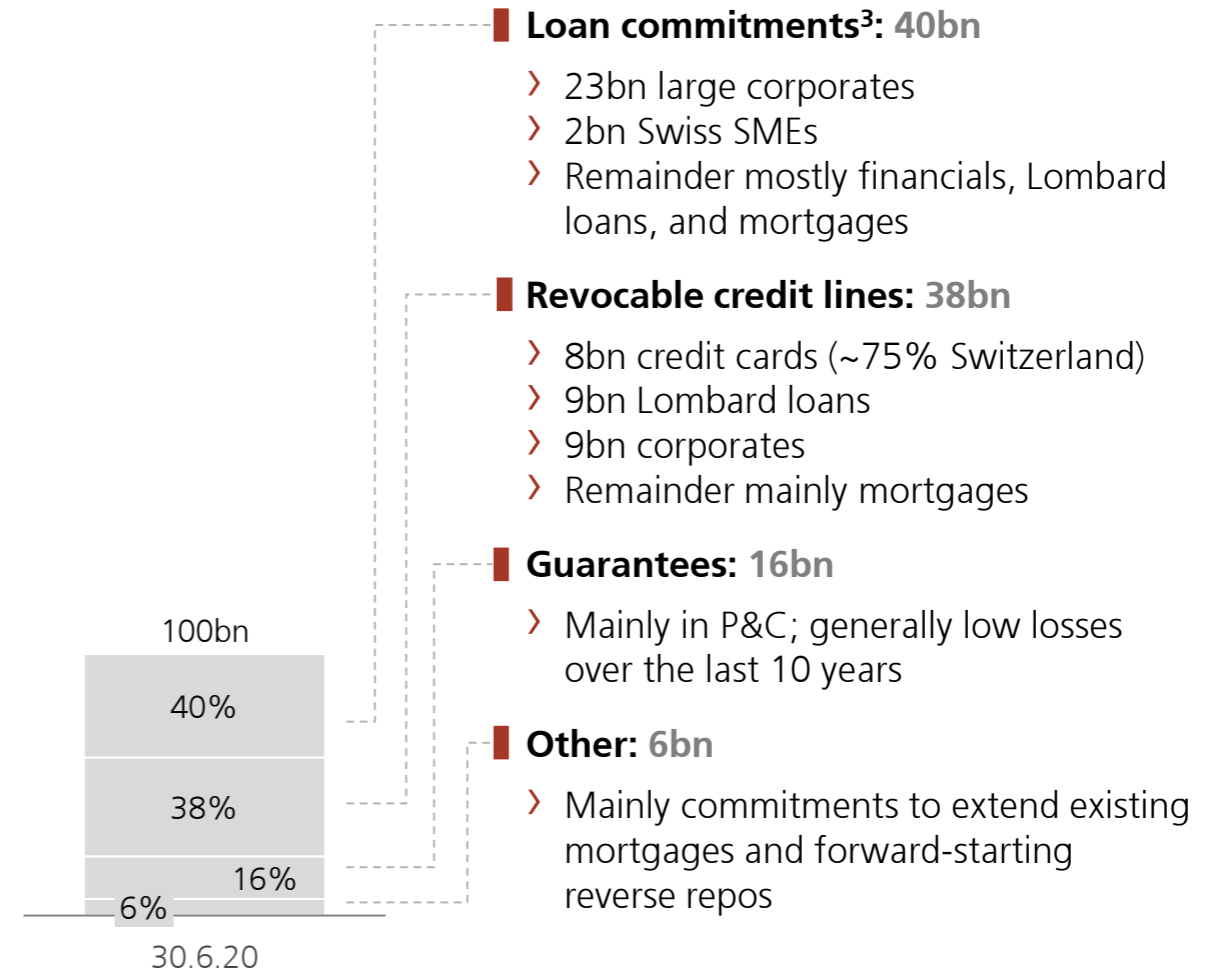 Loan commitments³: 40bn
› 23bn large corporates
› 2bn Swiss SMEs
› Remainder mostly financials, Lombard
loans, and mortgages
Revocable credit lines: 38bn
› 8bn credit cards (~75% Switzerland)
› 9bn Lombard loans
› 9bn corporates
› Remainder mainly mortgages
Guarantees: 16bn
› Mainly in P&C; generally low losses
over the last 10 years
Other: 6bn
› Mainly commitments to extend existing
mortgages and forward-starting
reverse repos
100bn
40%
38%
16%
6%
30.6.20